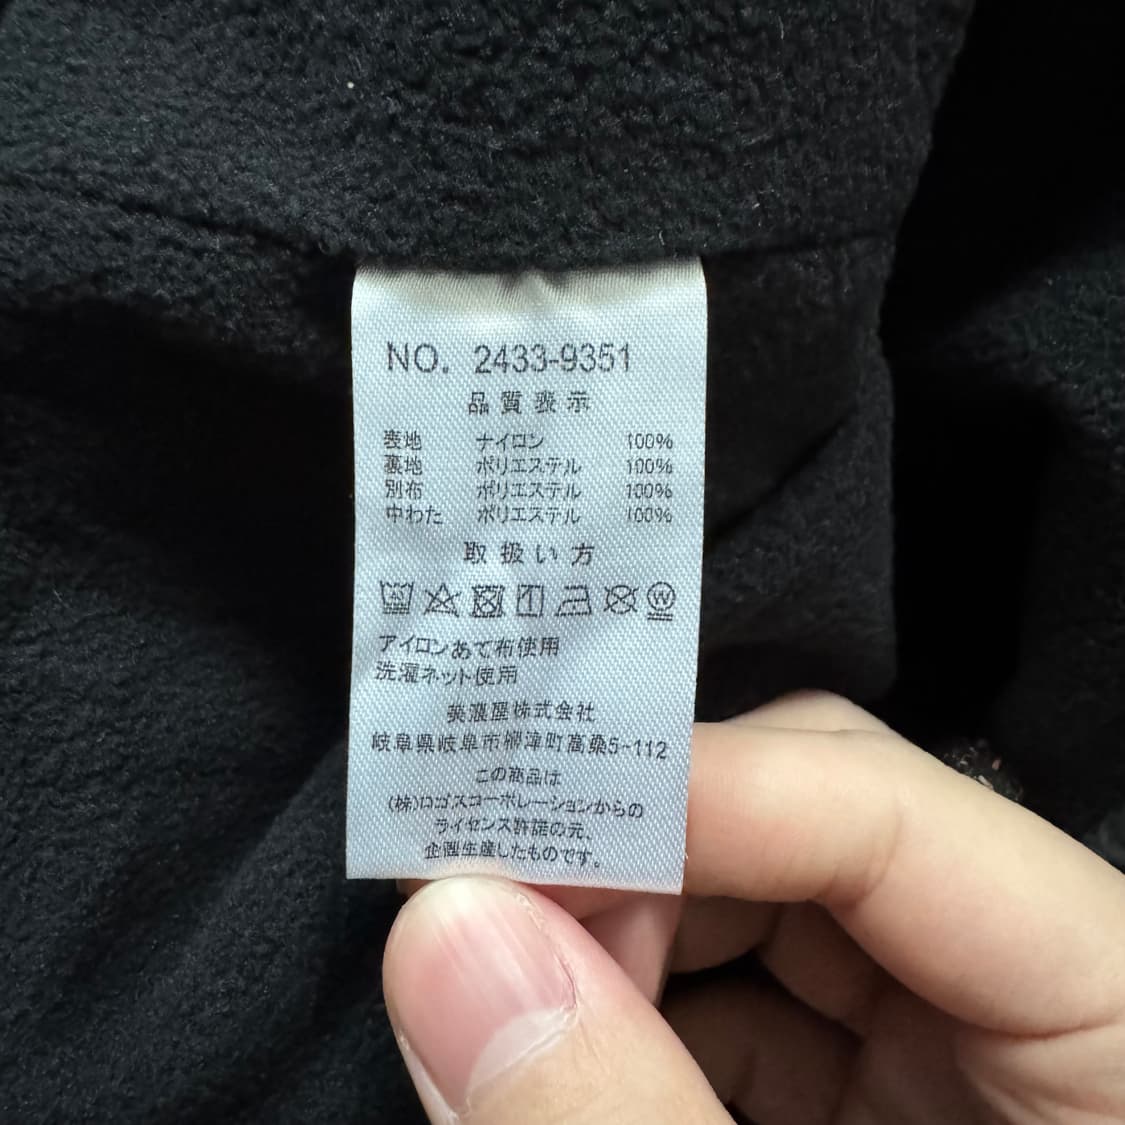 NO. 2433-9351
品質表示
表地 ナイロン 100%
裏地 ポリエステル 100%
別布 ポリエステル 100%
中わた ポリエステル 100%
取扱い方
アイロンあて布使用
洗濯ネット使用
美濃屋株式会社
岐阜県岐阜市柳津町高桑5-112
この商品は
(株)ロゴスコーポレーションからの
ライセンス許諾の元、
企画生産したものです。